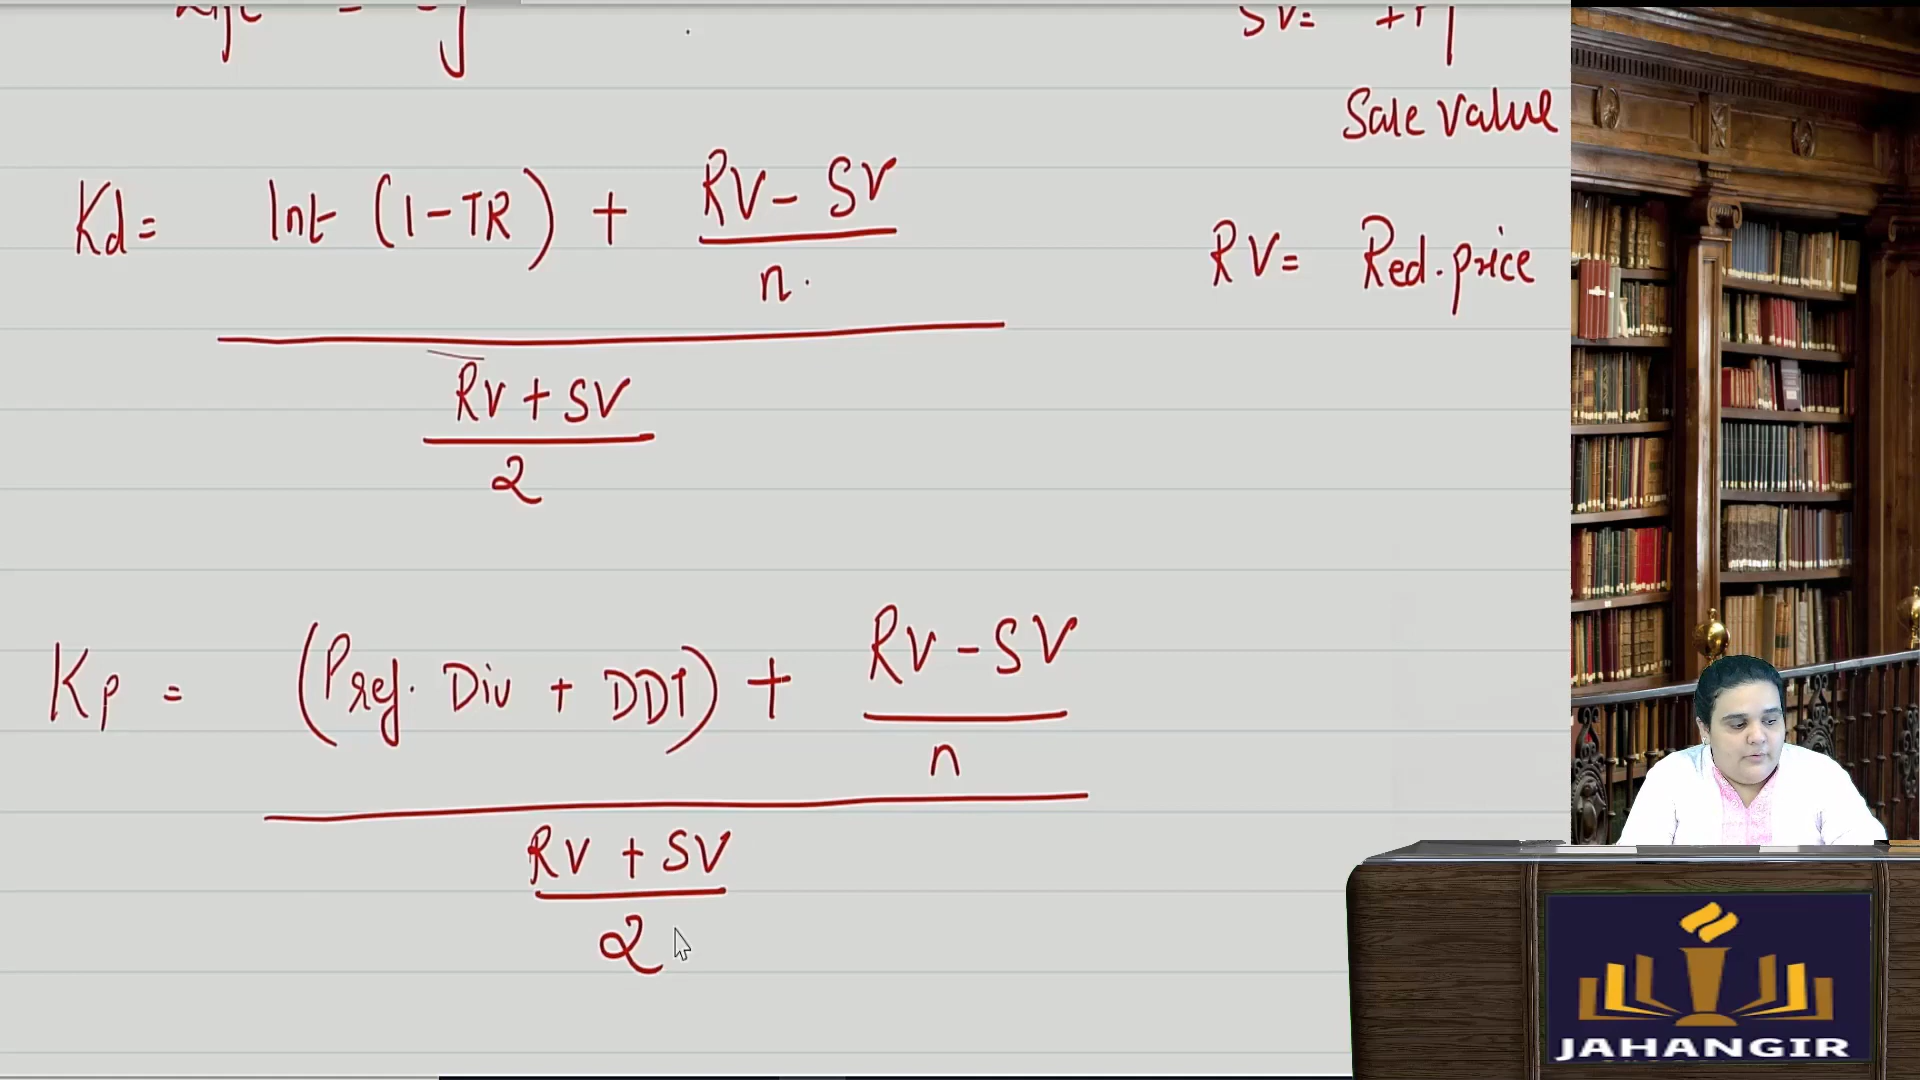 SV=
Sale Value
Kd = Int (1-TR) + RV - SV
n.
RV + SV
2
RV = Red. price
Kp = (Pref. Div + DDT) + RV - SV
n
RV + SV
2
JAHANGIR